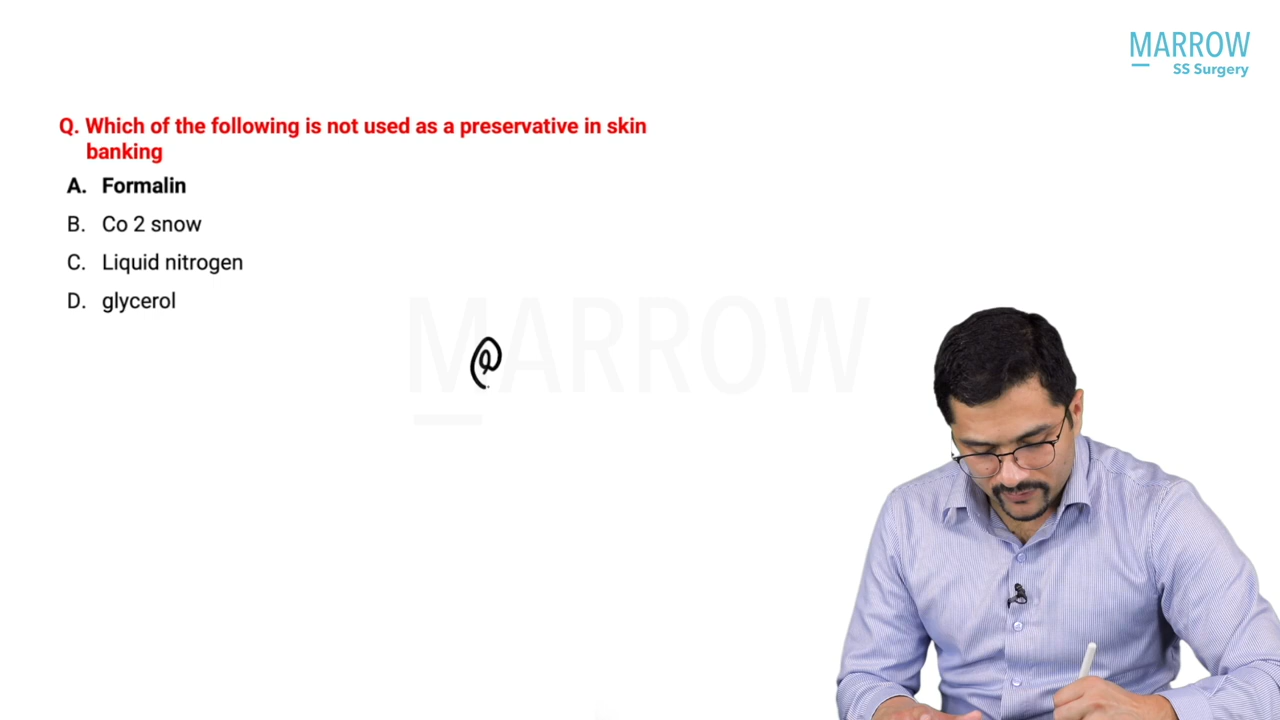 MARROW
SS Surgery
Q. Which of the following is not used as a preservative in skin
banking
A. Formalin
B. Co 2 snow
C. Liquid nitrogen
D. glycerol
MARROW